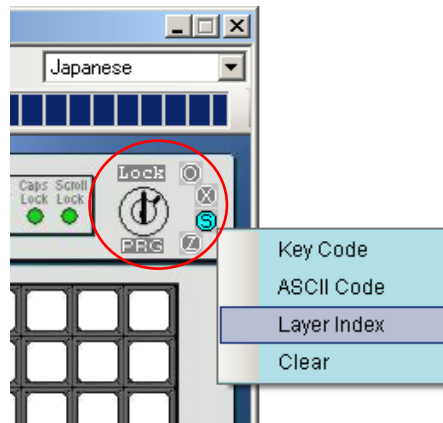 Japanese
Caps Scroll
Lock Lock
Lock
O
X
S
PRG
Z
Key Code
ASCII Code
Layer Index
Clear